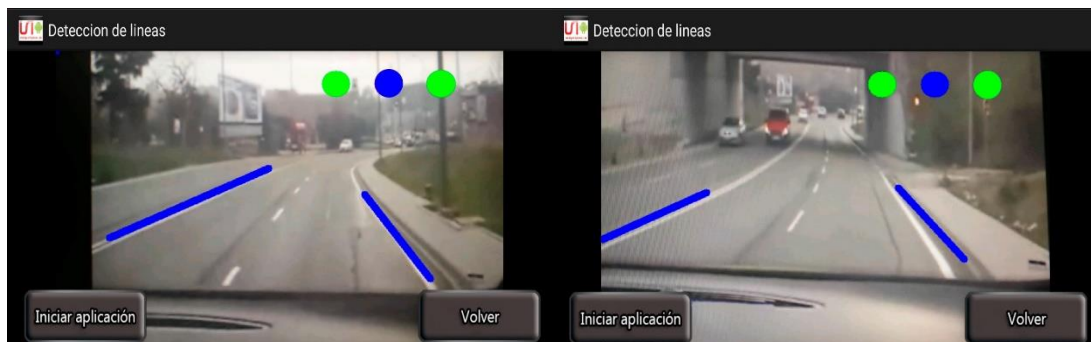 Deteccion de lineas
Iniciar aplicación
Volver
Deteccion de lineas
Iniciar aplicación
Volver